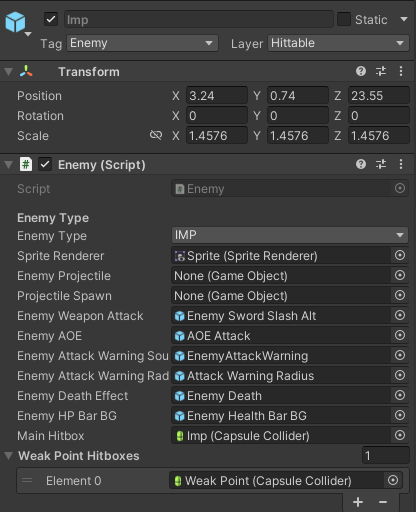 Imp
Static
Tag Enemy Layer Hittable
Transform
Position X 3.24 Y 0.74 Z 23.55
Rotation X 0 Y 0 Z 0
Scale X 1.4576 Y 1.4576 Z 1.4576
# Enemy (Script)
Script # Enemy
Enemy Type
Enemy Type IMP
Sprite Renderer Sprite (Sprite Renderer)
Enemy Projectile None (Game Object)
Projectile Spawn None (Game Object)
Enemy Weapon Attack Enemy Sword Slash Alt
Enemy AOE AOE Attack
Enemy Attack Warning Sou EnemyAttackWarning
Enemy Attack Warning Rad Attack Warning Radius
Enemy Death Effect Enemy Death
Enemy HP Bar BG Enemy Health Bar BG
Main Hitbox Imp (Capsule Collider)
Weak Point Hitboxes 1
Element 0 Weak Point (Capsule Collider)
+ −